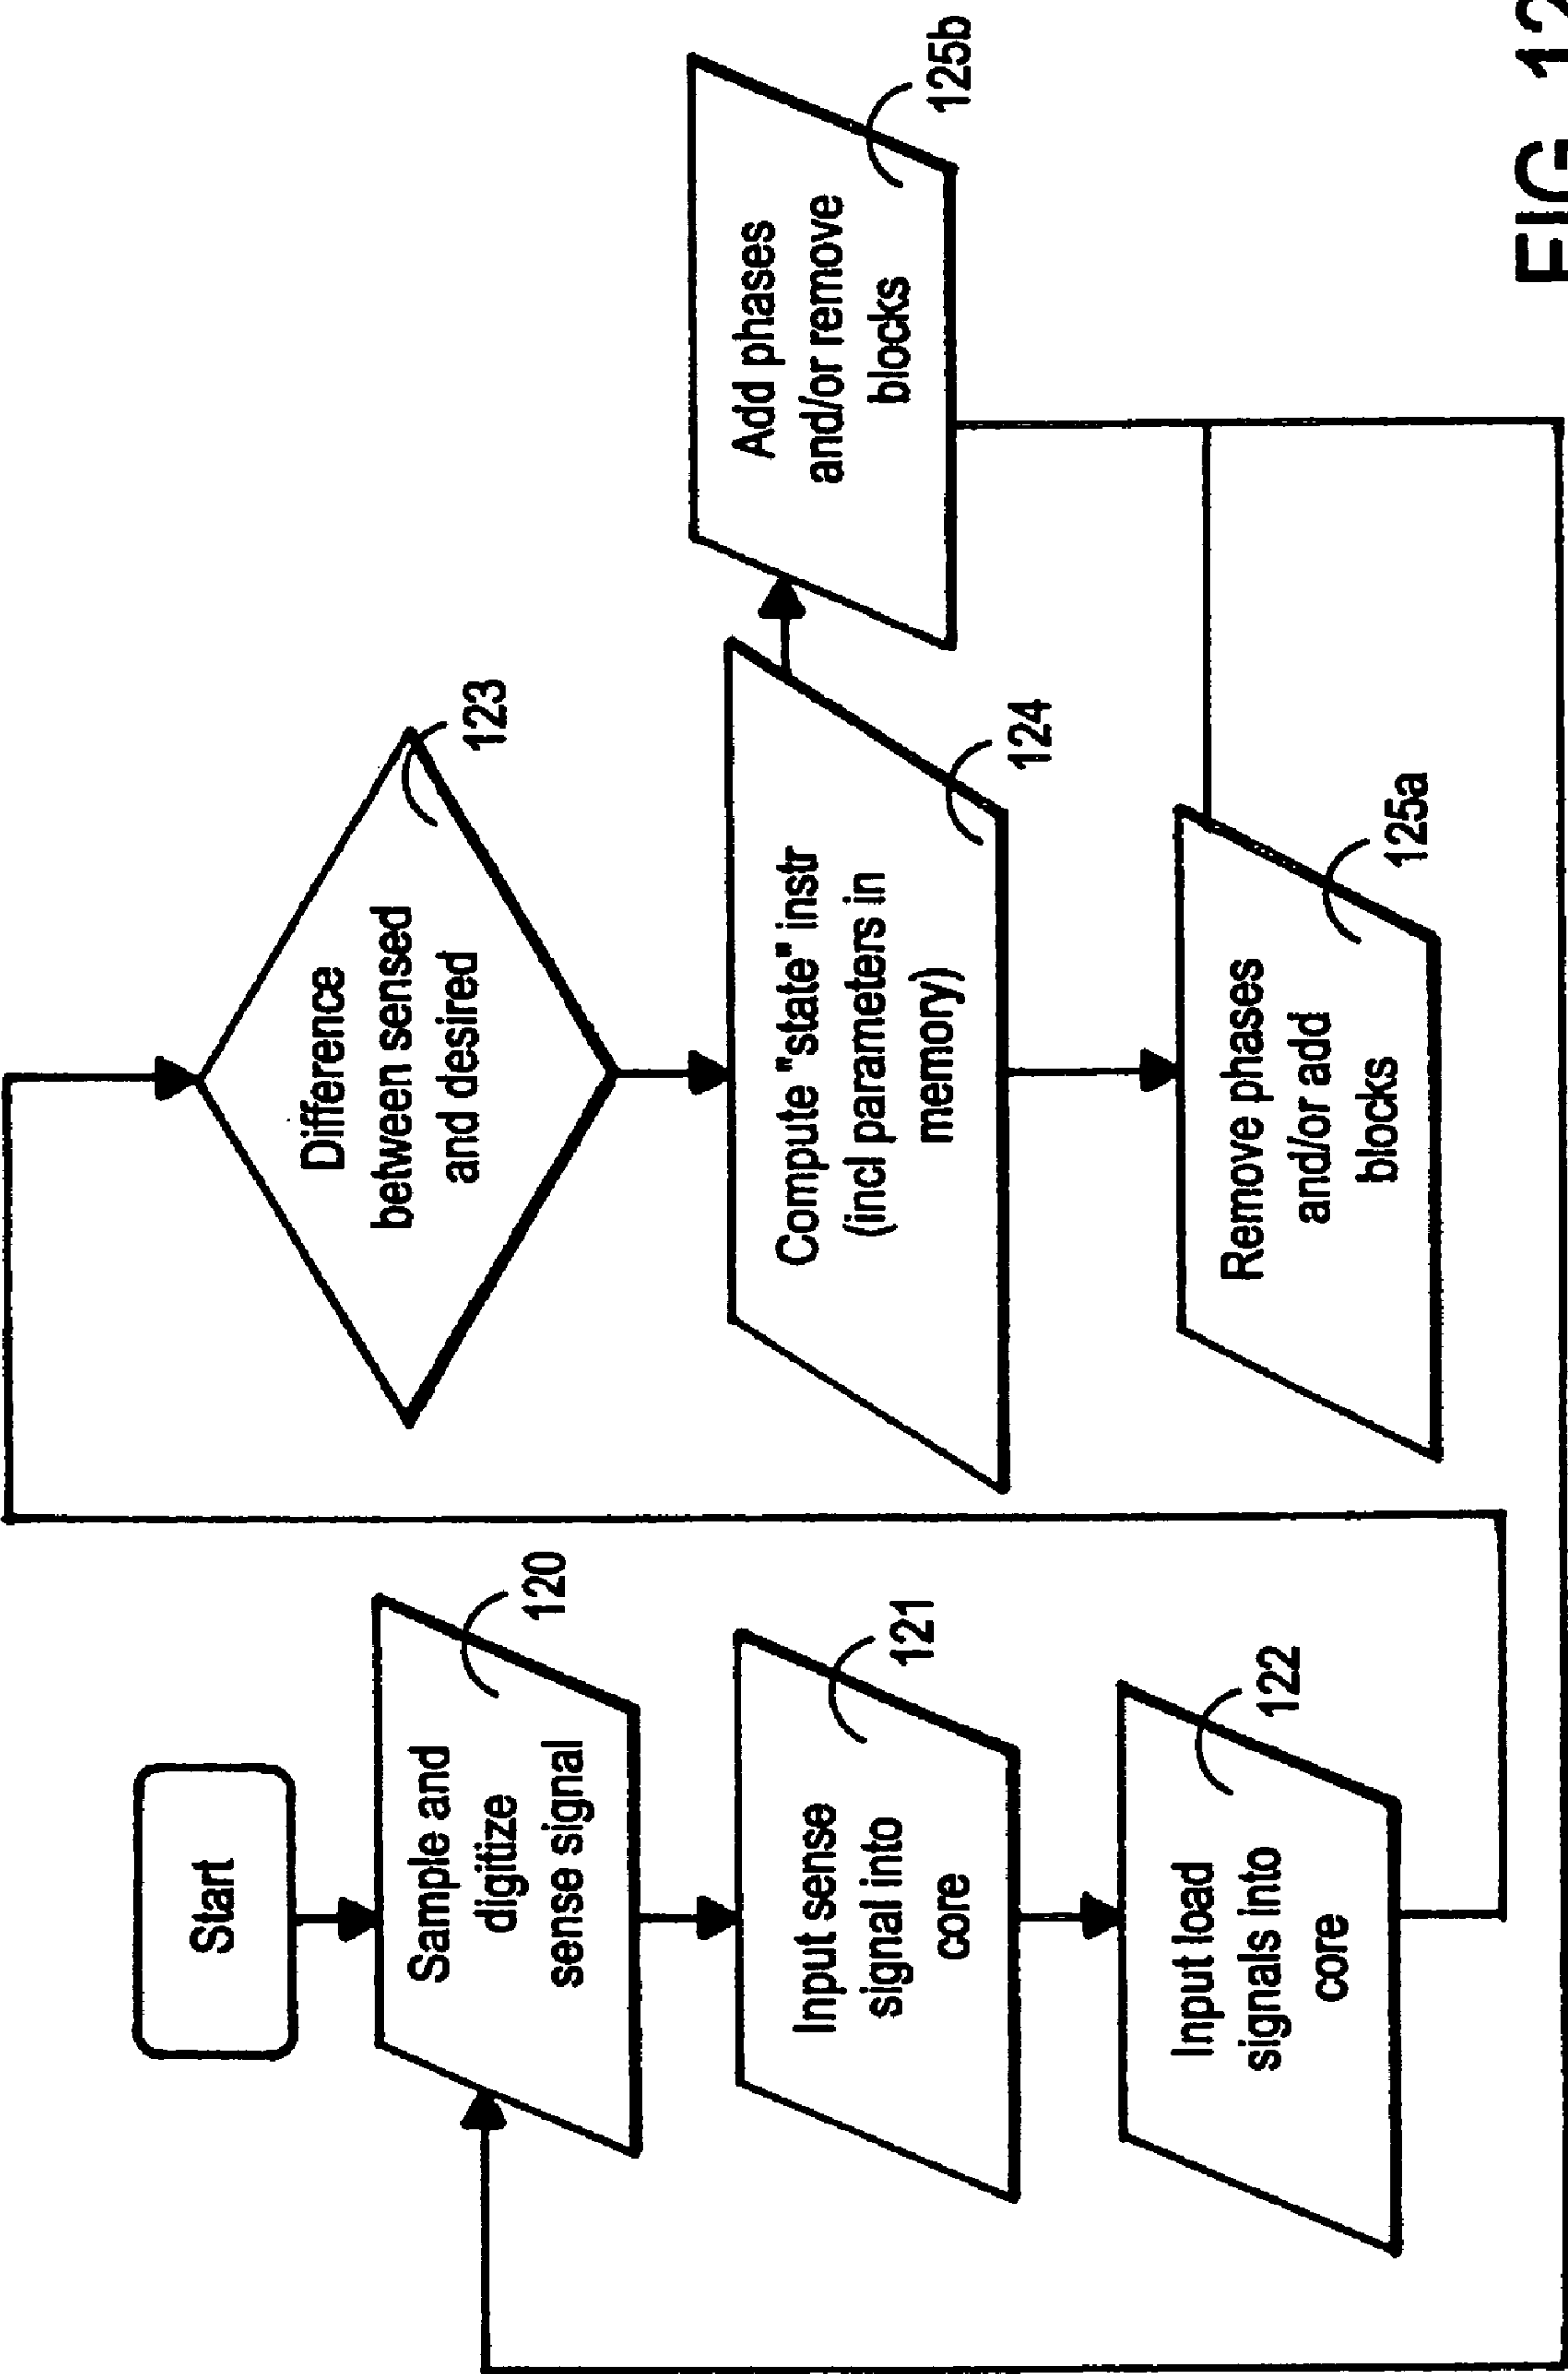 Start
Sample and
digitize
sense signal
120
Input sense
signal into
core
121
Input load
signals into
core
122
Difference
between sensed
and desired
123
Compute "state" instr
(incl parameters in
memory)
124
Remove phases
and/or add
blocks
125a
Add phases
and/or remove
blocks
125b
FIG 12